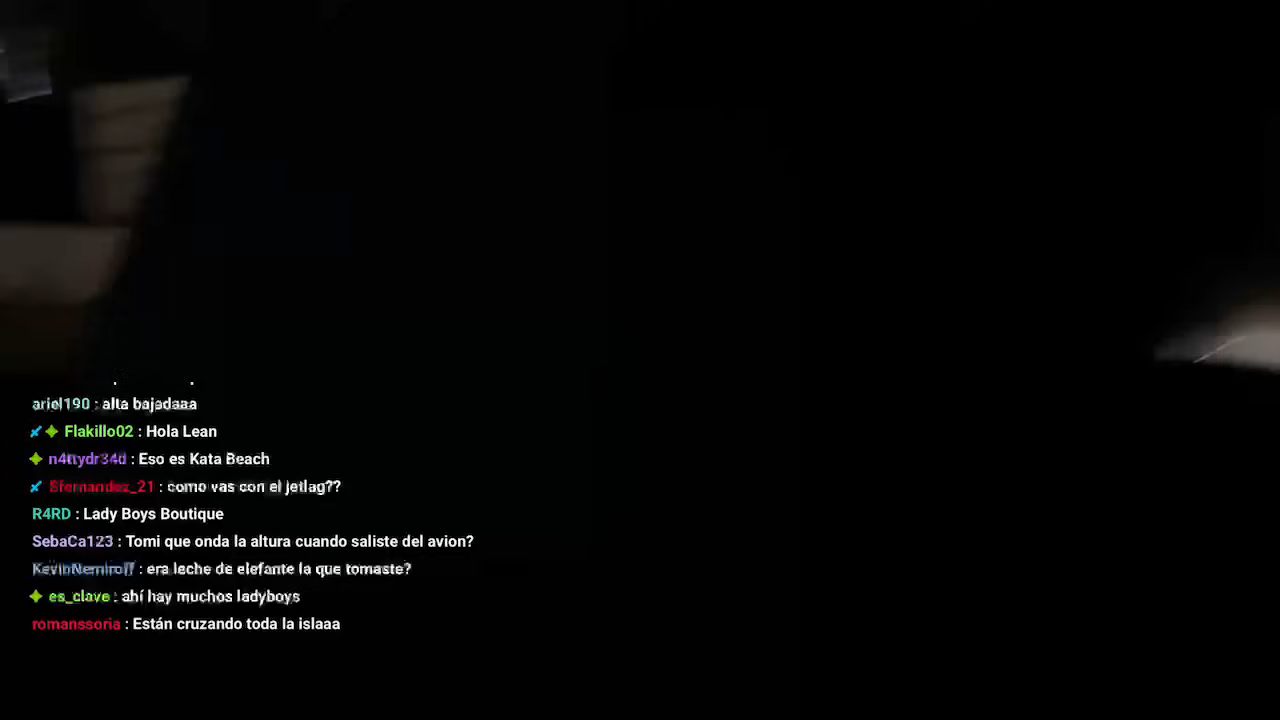 ariel190 : alta bajadaaa
Flakillo02 : Hola Lean
n4ttydr34d : Eso es Kata Beach
Sfernandez_21 : como vas con el jetlag??
R4RD : Lady Boys Boutique
SebaCa123 : Tomi que onda la altura cuando saliste del avion?
KevinNemiroff : era leche de elefante la que tomaste?
es_clave : ahí hay muchos ladyboys
romanssoria : Están cruzando toda la islaaa